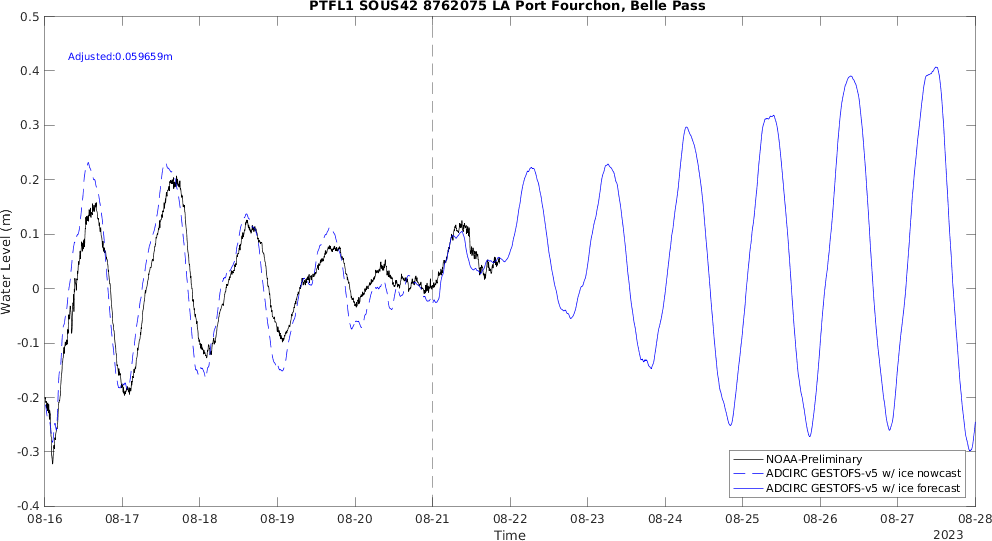 PTFL1 SOUS42 8762075 LA Port Fourchon, Belle Pass
Adjusted:0.059659m
Water Level (m)
0.5
0.4
0.3
0.2
0.1
0
-0.1
-0.2
-0.3
-0.4
NOAA-Preliminary
ADCIRC GESTOFS-v5 w/ ice nowcast
ADCIRC GESTOFS-v5 w/ ice forecast
08-16 08-17 08-18 08-19 08-20 08-21 08-22 08-23 08-24 08-25 08-26 08-27 08-28
Time
2023